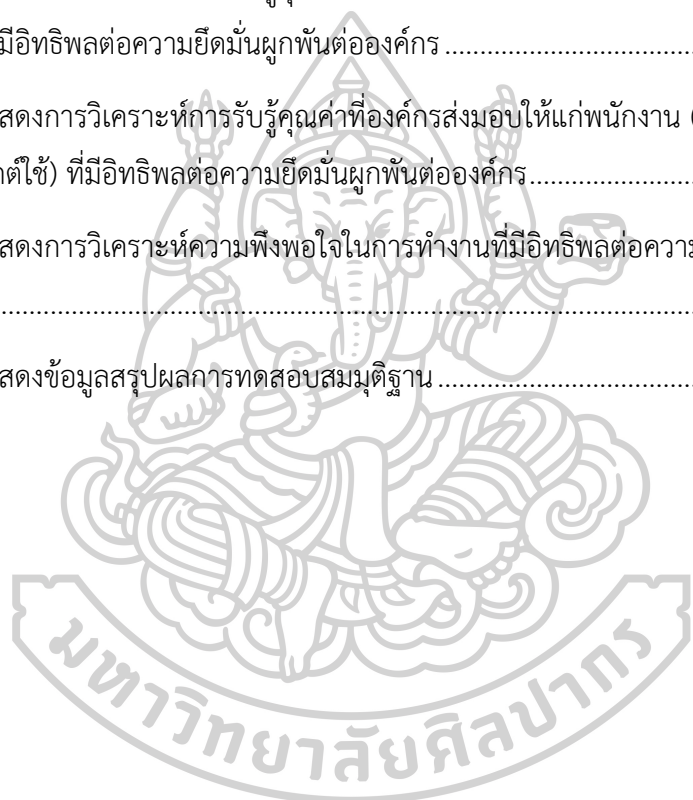 มีอิทธิพลต่อความยึดมั่นผูกพันต่อองค์กร
สดงการวิเคราะห์การรับรู้คุณค่าที่องค์กรส่งมอบให้แก่พนักงาน (
กต์ใช้) ที่มีอิทธิพลต่อความยึดมั่นผูกพันต่อองค์กร
สดงการวิเคราะห์ความพึงพอใจในการทำงานที่มีอิทธิพลต่อความ
สดงข้อมูลสรุปผลการทดสอบสมมุติฐาน
มหาวิทยาลัยศิลปากร